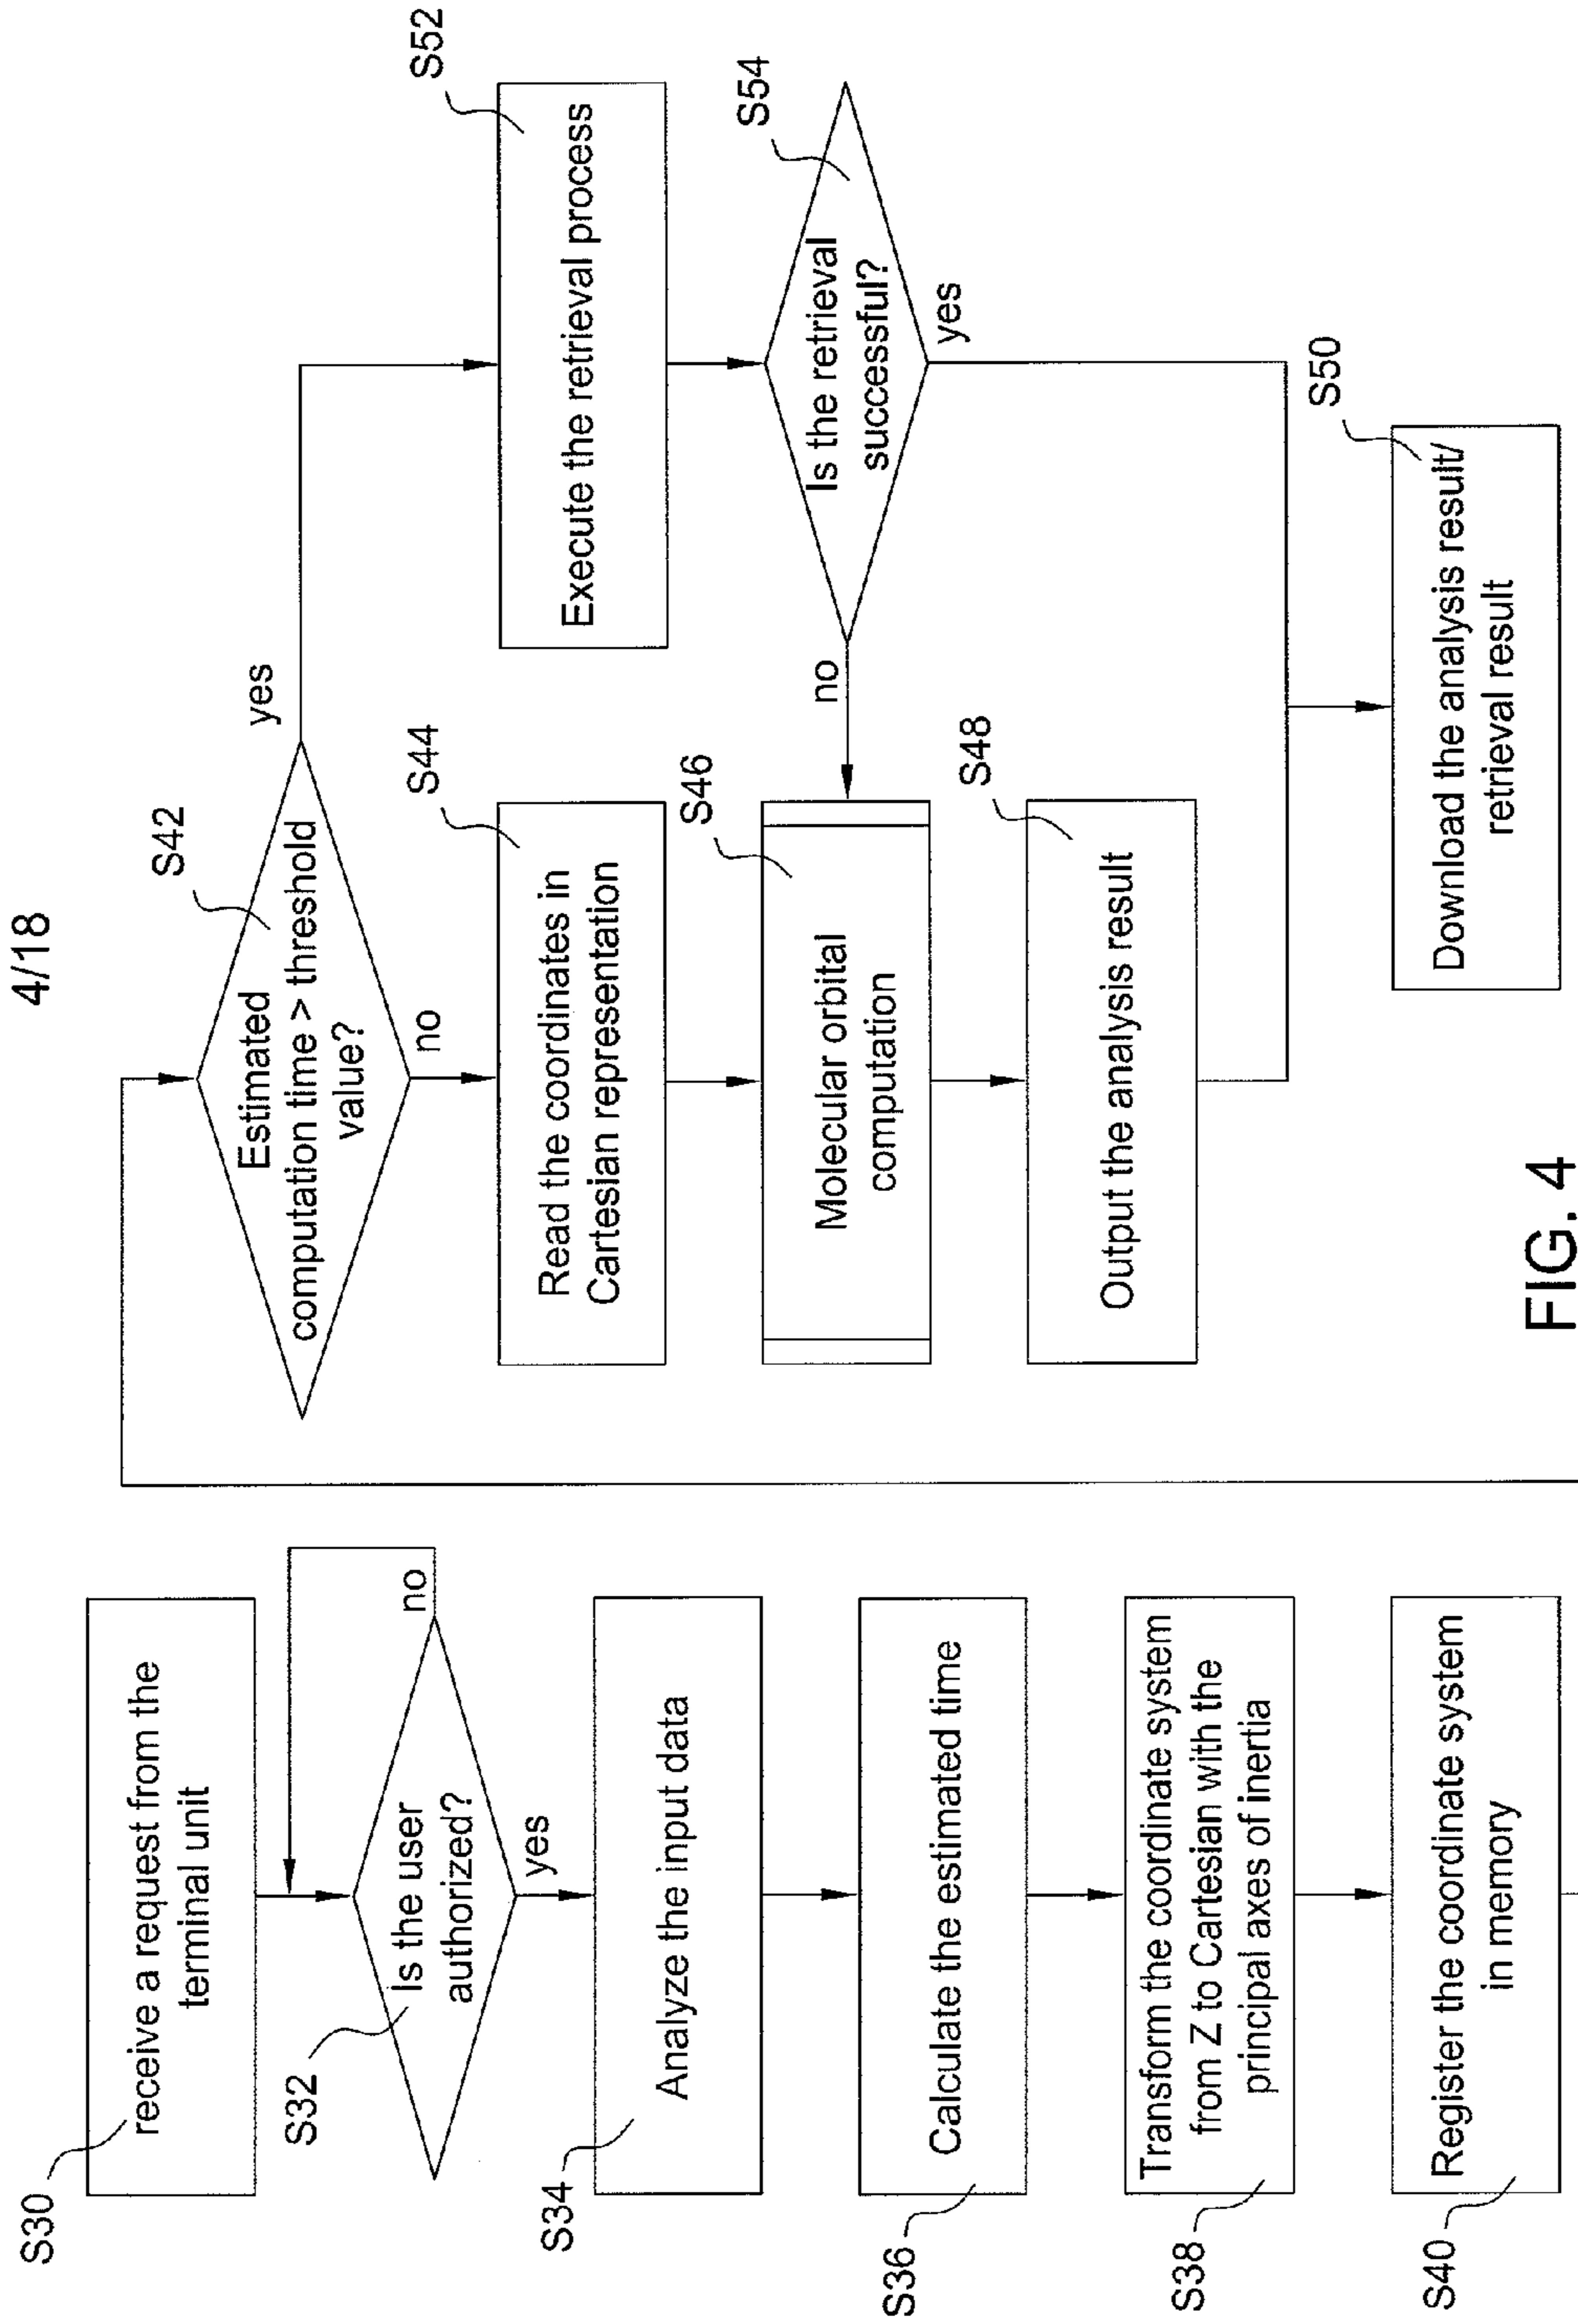 4/18
S30
receive a request from the
terminal unit
S32
Is the user
authorized?
no
yes
S34
Analyze the input data
S36
Calculate the estimated time
S38
Transform the coordinate system
from Z to Cartesian with the
principal axes of inertia
S40
Register the coordinate system
in memory
S42
Estimated
computation time > threshold
value?
yes
no
S44
Read the coordinates in
Cartesian representation
S46
Molecular orbital
computation
S48
Output the analysis result
S52
Execute the retrieval process
S54
Is the retrieval
successful?
no
yes
S50
Download the analysis result/
retrieval result
FIG. 4